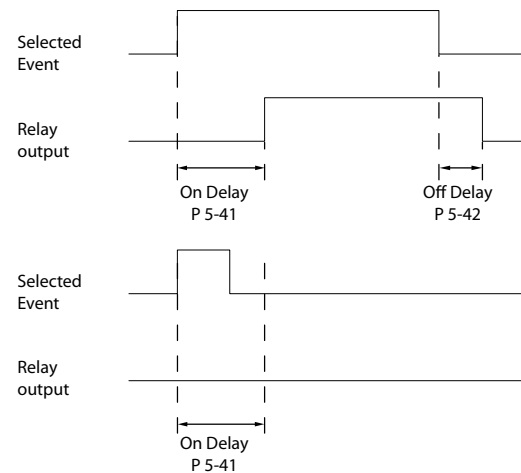 Selected
Event
Relay
output
On Delay
P 5-41
Off Delay
P 5-42
Selected
Event
Relay
output
On Delay
P 5-41